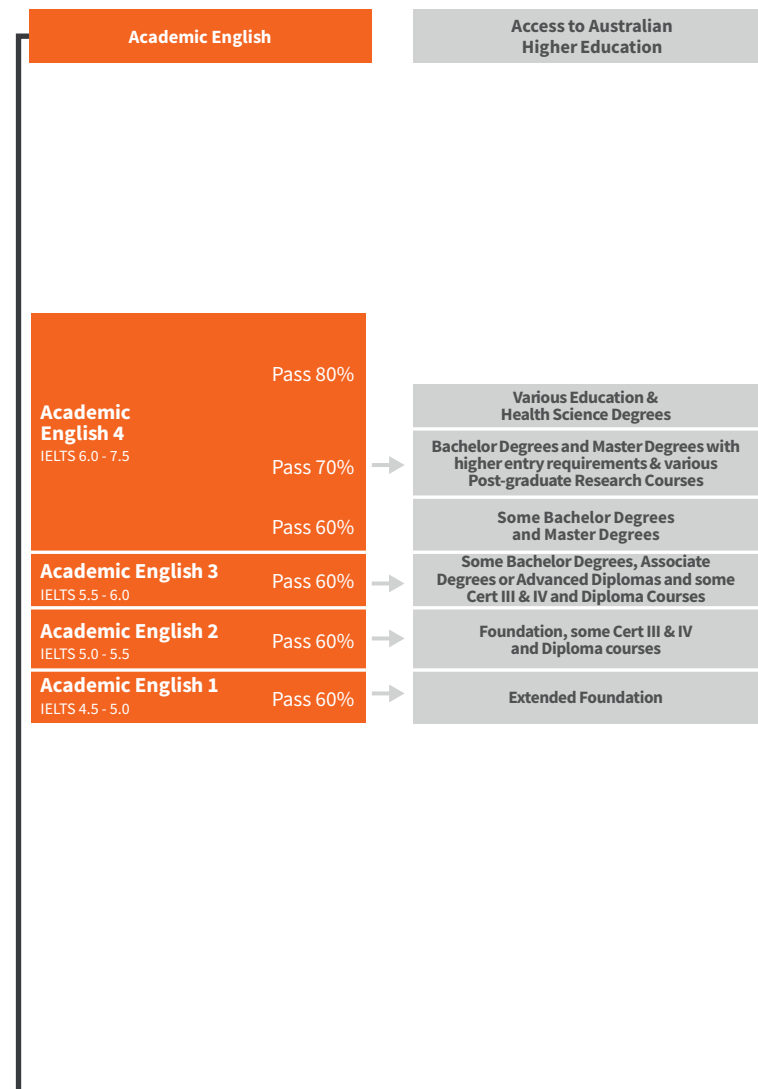 Academic English
Access to Australian
Higher Education
Pass 80%
Academic
English 4
IELTS 6.0 - 7.5
Pass 70%
Pass 60%
Various Education &
Health Science Degrees
Bachelor Degrees and Master Degrees with
higher entry requirements & various
Post-graduate Research Courses
Some Bachelor Degrees
and Master Degrees
Academic English 3
IELTS 5.5 - 6.0
Pass 60%
Some Bachelor Degrees, Associate
Degrees or Advanced Diplomas and some
Cert III & IV and Diploma Courses
Academic English 2
IELTS 5.0 - 5.5
Pass 60%
Foundation, some Cert III & IV
and Diploma courses
Academic English 1
IELTS 4.5 - 5.0
Pass 60%
Extended Foundation